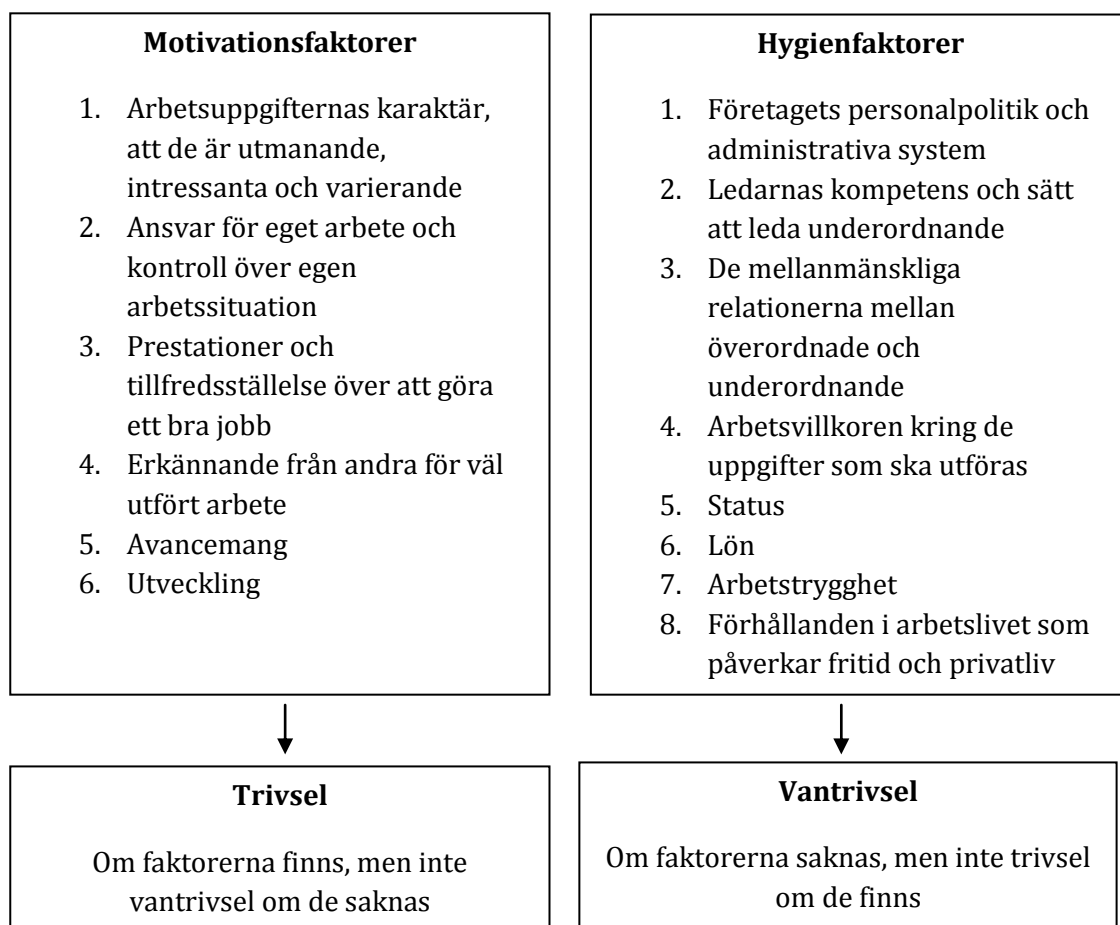 Motivationsfaktorer
1. Arbetsuppgifternas karaktär,
att de är utmanande,
intressanta och varierande
2. Ansvar för eget arbete och
kontroll över egen
arbetssituation
3. Prestationer och
tillfredsställelse över att göra
ett bra jobb
4. Erkännande från andra för väl
utfört arbete
5. Avancemang
6. Utveckling
Hygienfaktorer
1. Företagets personalpolitik och
administrativa system
2. Ledarnas kompetens och sätt
att leda underordnande
3. De mellanmänskliga
relationerna mellan
överordnade och
underordnande
4. Arbetsvillkoren kring de
uppgifter som ska utföras
5. Status
6. Lön
7. Arbetstrygghet
8. Förhållanden i arbetslivet som
påverkar fritid och privatliv
Trivsel
Om faktorerna finns, men inte
vantrivsel om de saknas
Vantrivsel
Om faktorerna saknas, men inte trivsel
om de finns